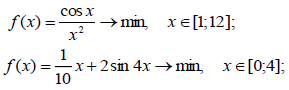 f(x) = cos x / x² → min, x ∈ [1;12];
f(x) = 1/10 x + 2 sin 4x → min, x ∈ [0;4];